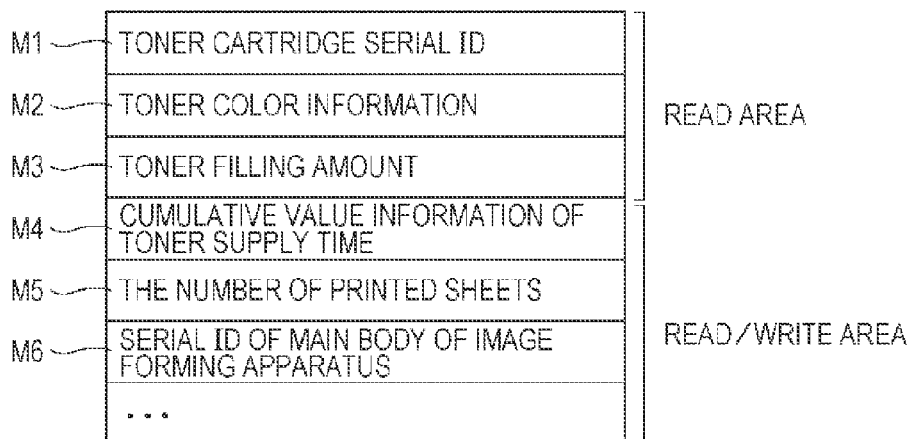 M1 TONER CARTRIDGE SERIAL ID
M2 TONER COLOR INFORMATION
READ AREA
M3 TONER FILLING AMOUNT
M4 CUMULATIVE VALUE INFORMATION OF
TONER SUPPLY TIME
M5 THE NUMBER OF PRINTED SHEETS
M6 SERIAL ID OF MAIN BODY OF IMAGE
FORMING APPARATUS
READ/WRITE AREA
...